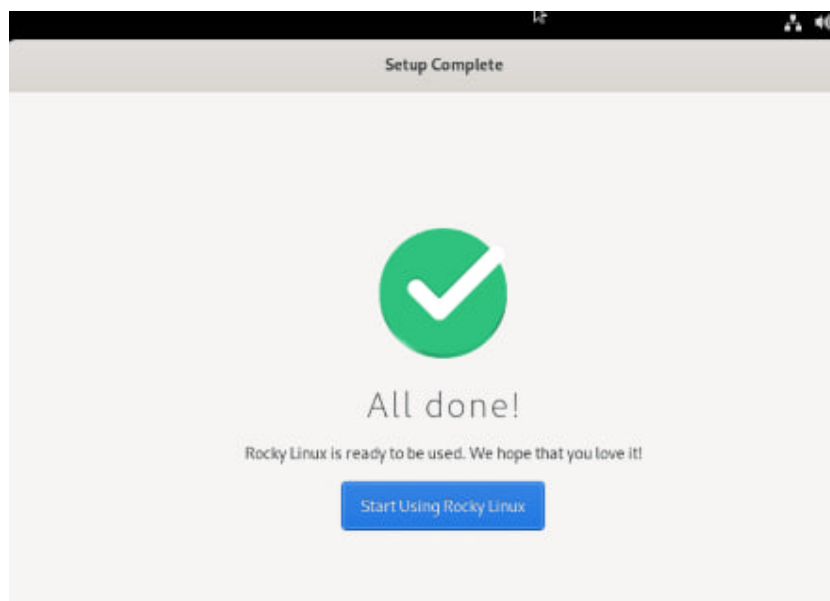 Setup Complete
All done!
Rocky Linux is ready to be used. We hope that you love it!
Start Using Rocky Linux